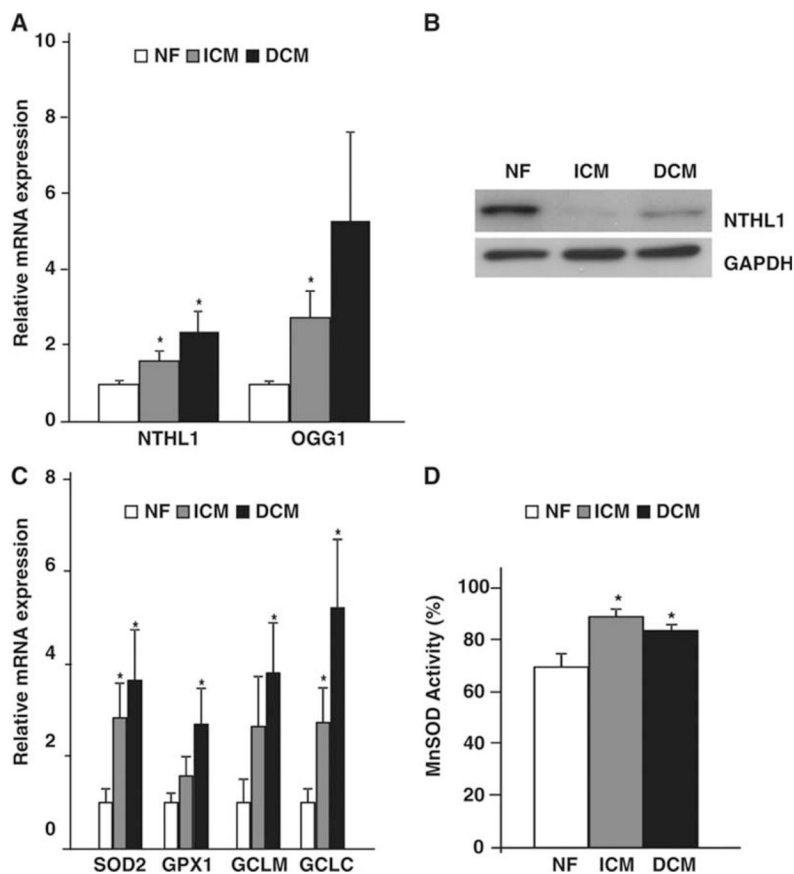 A
10
8
6
4
2
0
Relative mRNA expression
NF ICM DCM
* * *
NTHL1 OGG1
B
NF ICM DCM
NTHL1
GAPDH
C
8
6
4
2
0
Relative mRNA expression
NF ICM DCM
* * * * * *
SOD2 GPX1 GCLM GCLC
D
NF ICM DCM
100
80
60
40
20
0
MnSOD Activity (%)
* *
NF ICM DCM